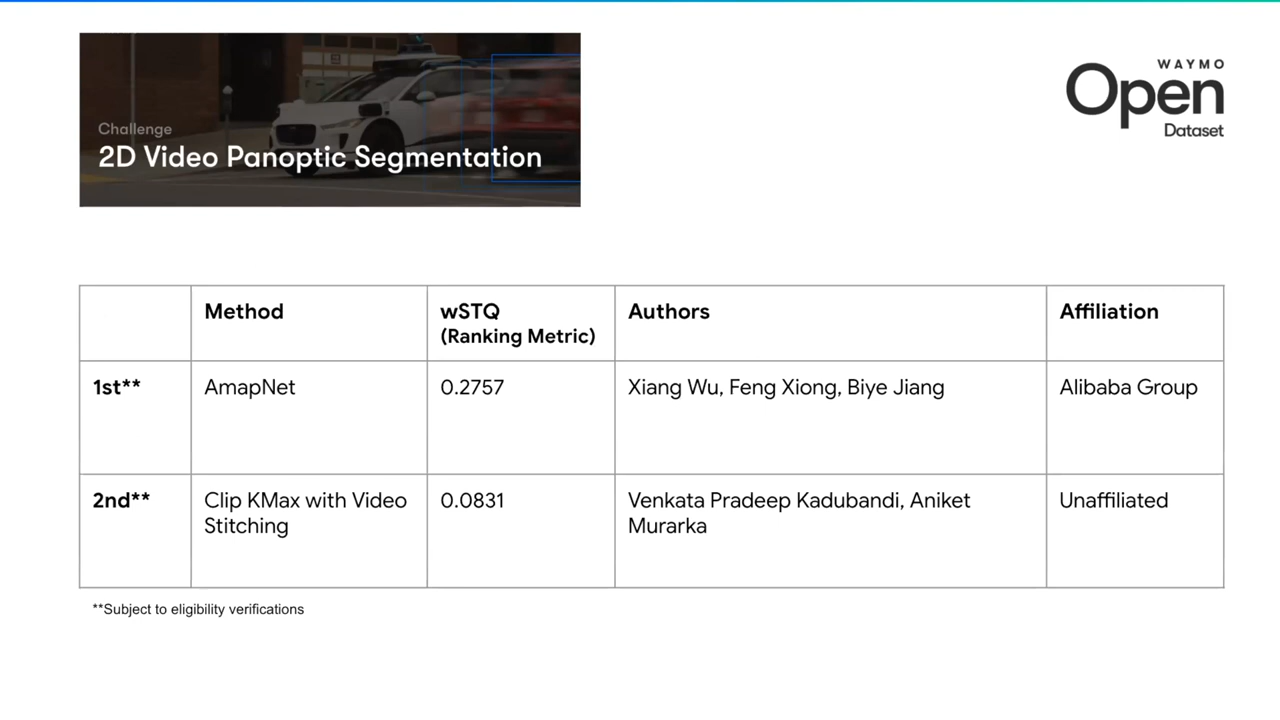 Challenge
2D Video Panoptic Segmentation
WAYMO
Open
Dataset
Method
wSTQ
(Ranking Metric)
Authors
Affiliation
1st**
AmapNet
0.2757
Xiang Wu, Feng Xiong, Biye Jiang
Alibaba Group
2nd**
Clip KMax with Video
Stitching
0.0831
Venkata Pradeep Kadubandi, Aniket
Murarka
Unaffiliated
**Subject to eligibility verifications